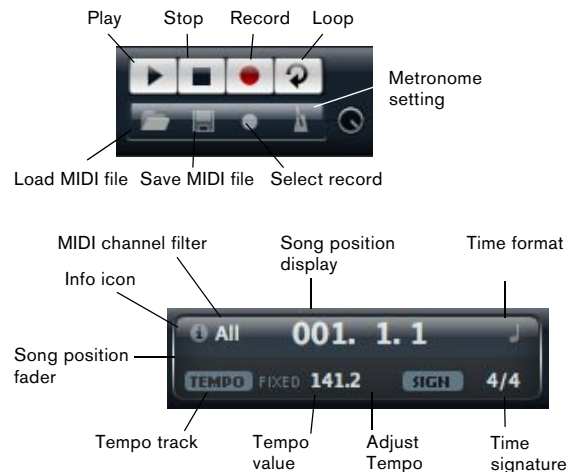 Play
Stop
Record
Loop
Metronome
setting
Load MIDI file
Save MIDI file
Select record
MIDI channel filter
Song position
display
Time format
Info icon
All
001. 1. 1
Song position
fader
TEMPO FIXED 141.2
SIGN 4/4
Tempo track
Tempo
value
Adjust
Tempo
Time
signature